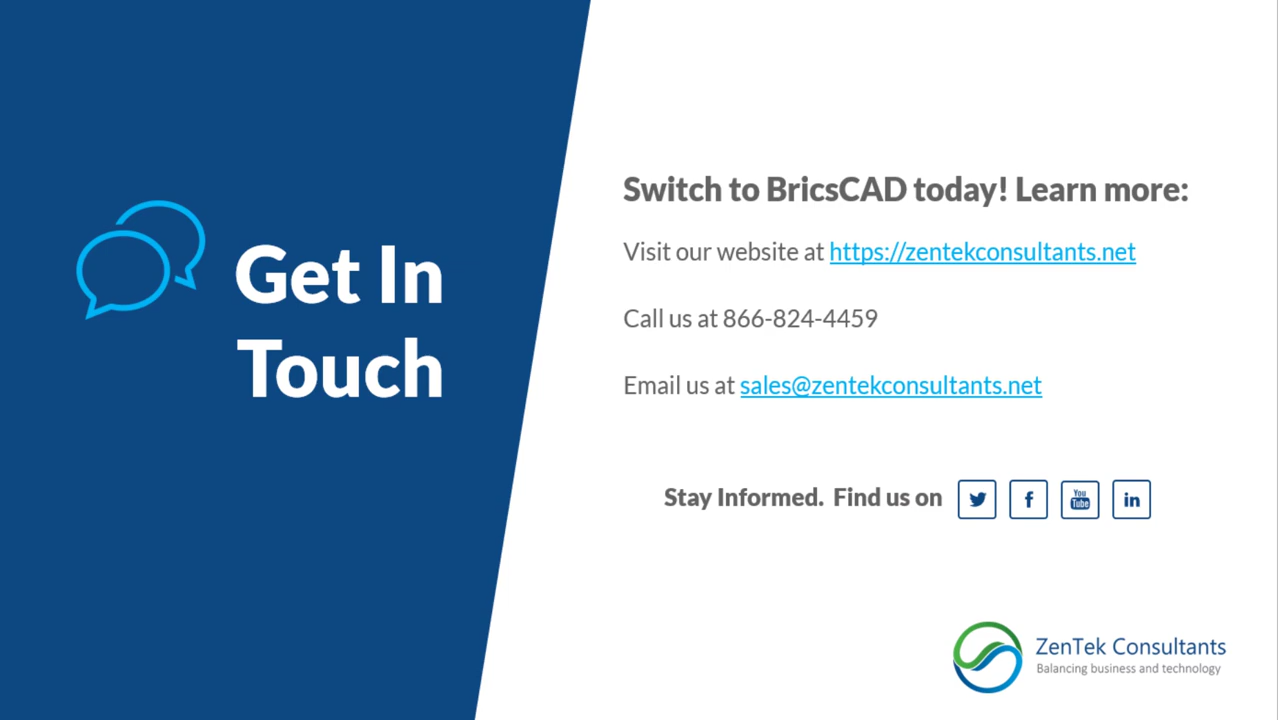 Get In
Touch
Switch to BricsCAD today! Learn more:
Visit our website at https://zentekconsultants.net
Call us at 866-824-4459
Email us at sales@zentekconsultants.net
Stay Informed. Find us on
You
Tube
in
ZenTek Consultants
Balancing business and technology